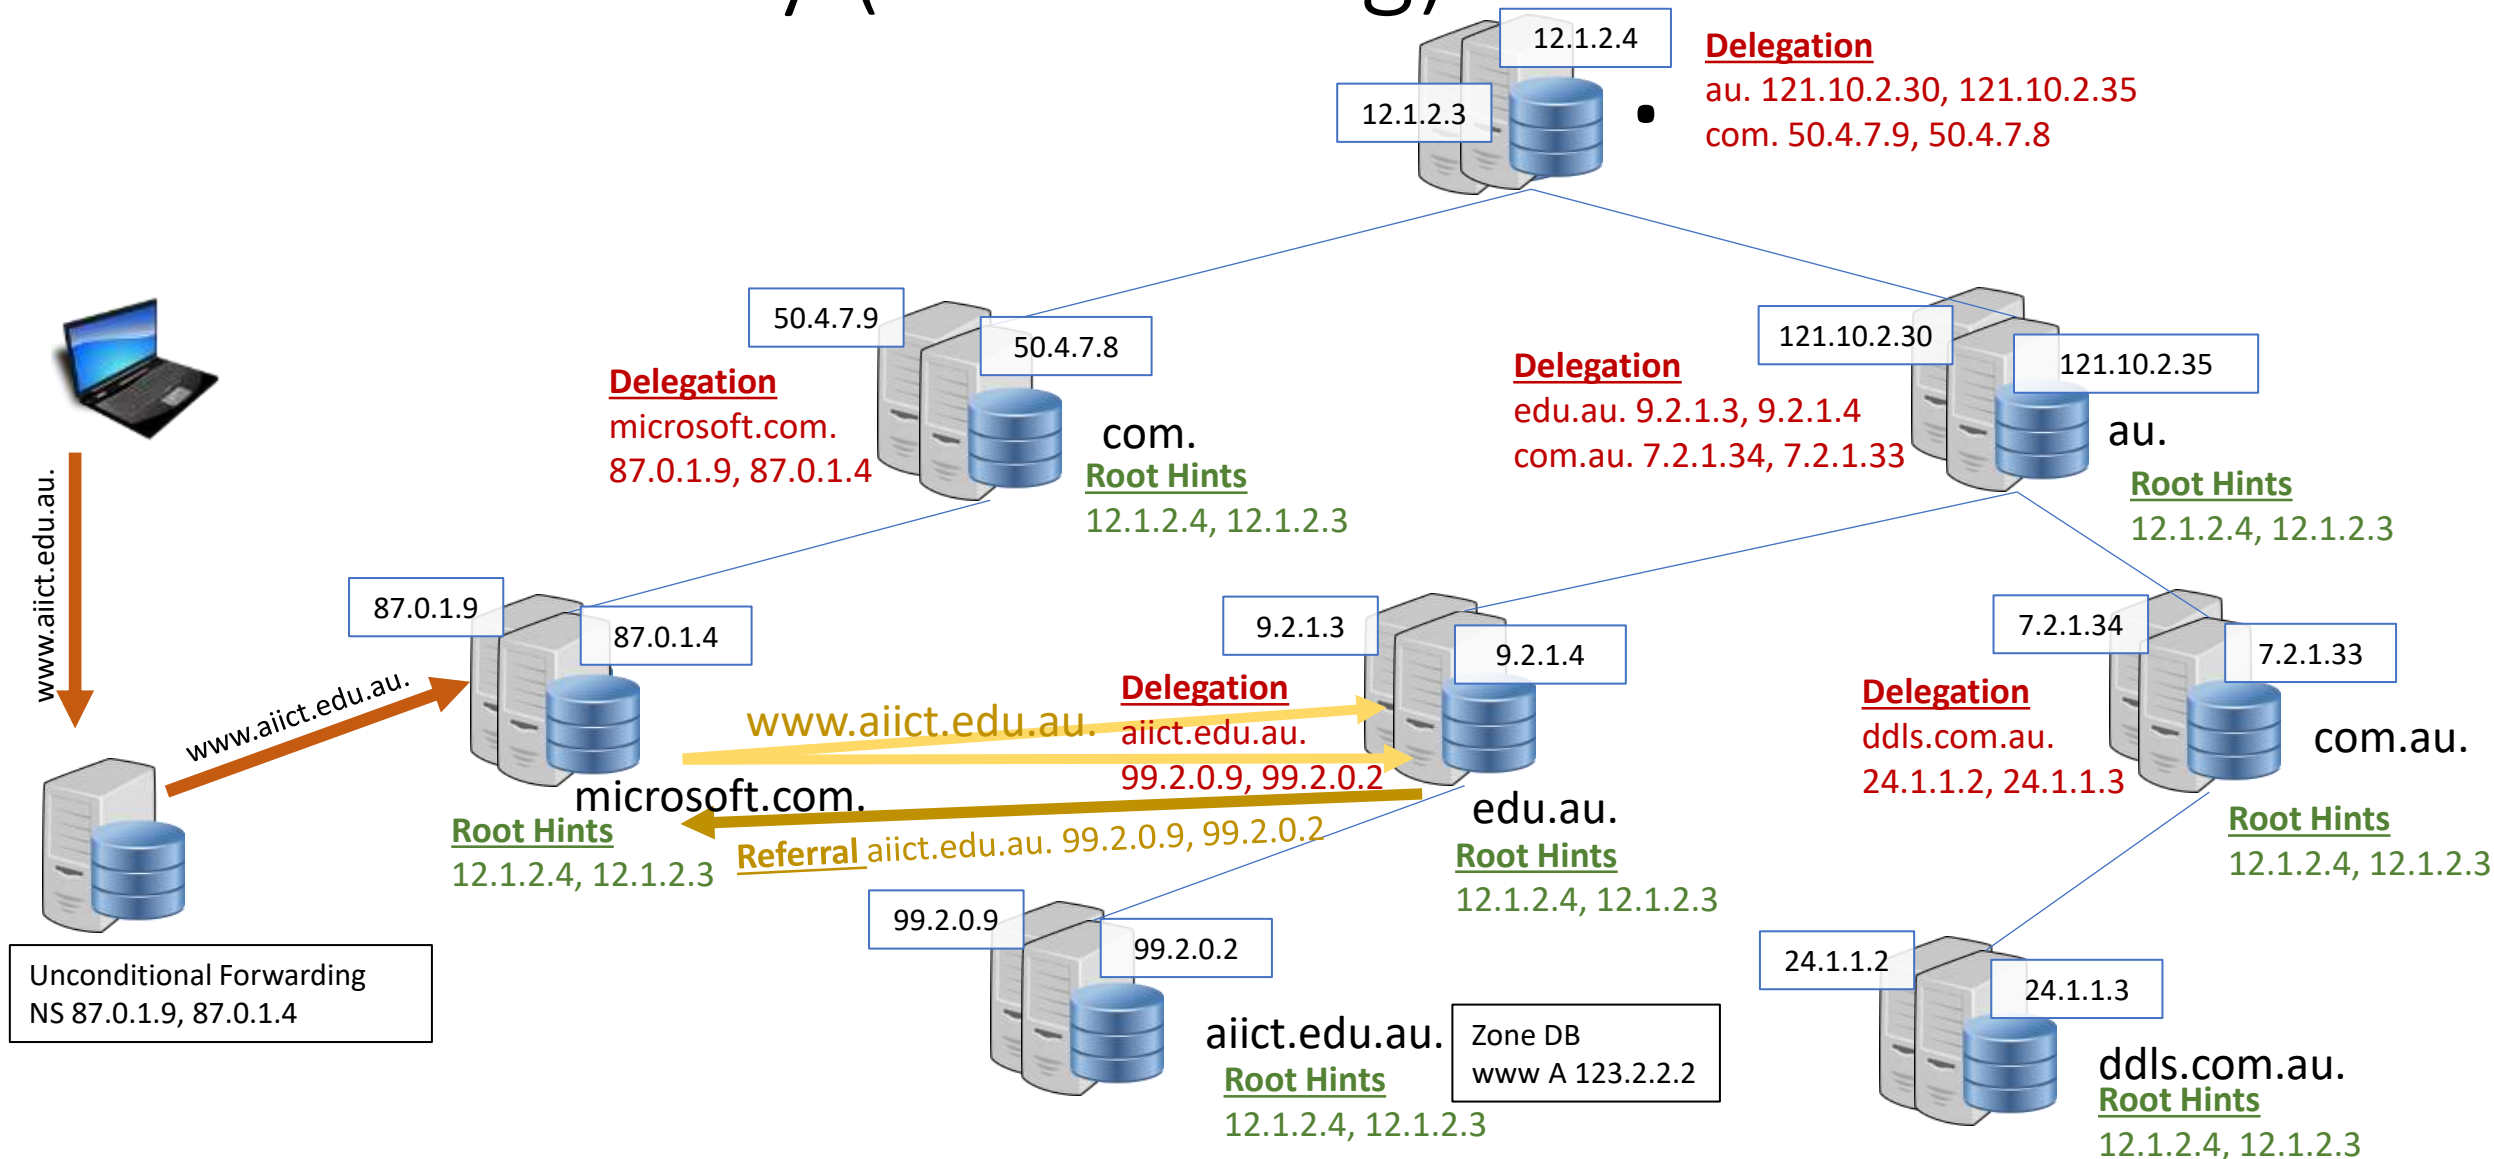 12.1.2.4
12.1.2.3
.
Delegation
au. 121.10.2.30, 121.10.2.35
com. 50.4.7.9, 50.4.7.8
50.4.7.9
50.4.7.8
Delegation
microsoft.com.
87.0.1.9, 87.0.1.4
com.
Root Hints
12.1.2.4, 12.1.2.3
121.10.2.30
121.10.2.35
Delegation
edu.au. 9.2.1.3, 9.2.1.4
com.au. 7.2.1.34, 7.2.1.33
au.
Root Hints
12.1.2.4, 12.1.2.3
www.aiict.edu.au.
www.aiict.edu.au.
87.0.1.9
87.0.1.4
microsoft.com.
Root Hints
12.1.2.4, 12.1.2.3
www.aiict.edu.au.
Referral aiict.edu.au. 99.2.0.9, 99.2.0.2
9.2.1.3
9.2.1.4
Delegation
aiict.edu.au.
99.2.0.9, 99.2.0.2
edu.au.
Root Hints
12.1.2.4, 12.1.2.3
7.2.1.34
7.2.1.33
Delegation
ddls.com.au.
24.1.1.2, 24.1.1.3
com.au.
Root Hints
12.1.2.4, 12.1.2.3
Unconditional Forwarding
NS 87.0.1.9, 87.0.1.4
99.2.0.9
99.2.0.2
aiict.edu.au.
Root Hints
12.1.2.4, 12.1.2.3
Zone DB
www A 123.2.2.2
24.1.1.2
24.1.1.3
ddls.com.au.
Root Hints
12.1.2.4, 12.1.2.3